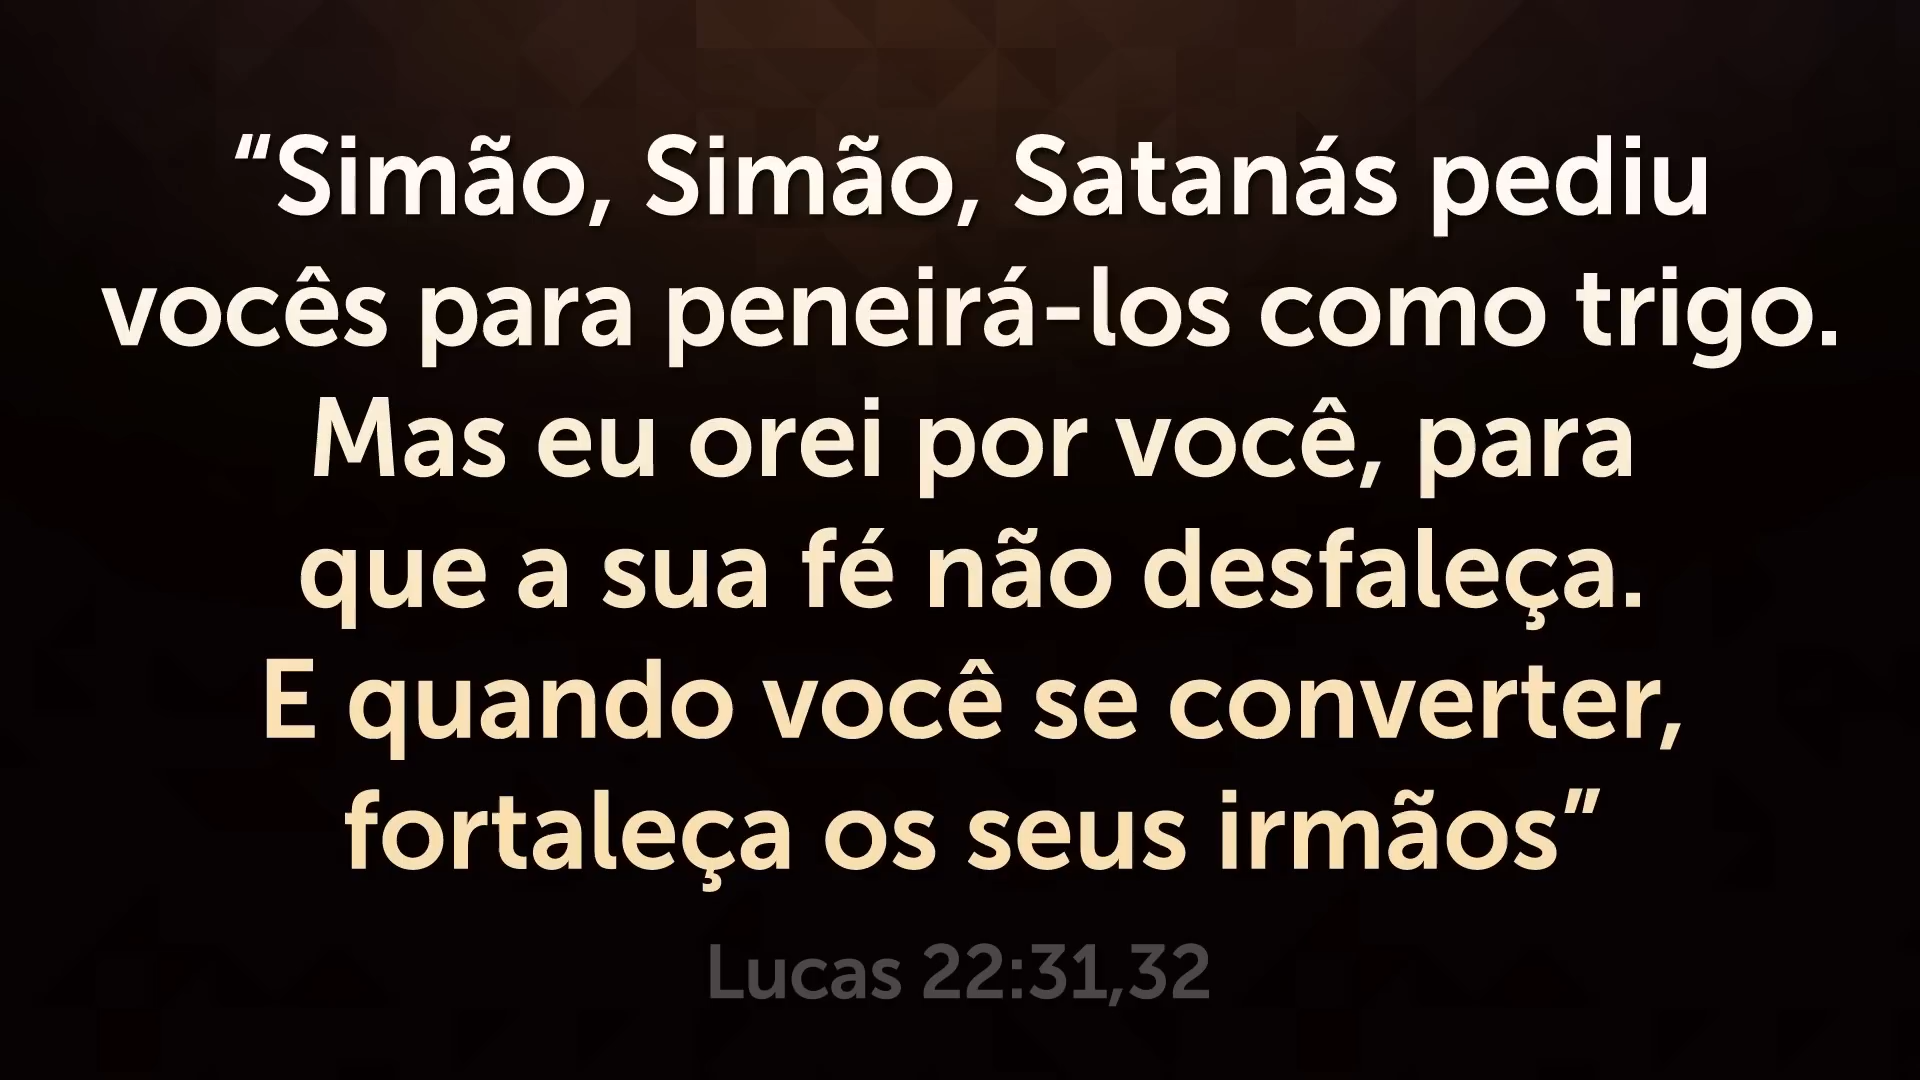 “Simão, Simão, Satanás pediu
vocês para peneirá-los como trigo.
Mas eu orei por você, para
que a sua fé não desfaleça.
E quando você se converter,
fortaleça os seus irmãos”
Lucas 22:31,32